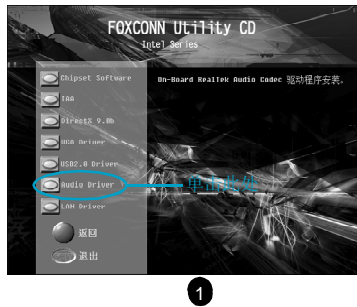 FOXCONN Utility CD
Intel Series
Chipset Software
On-Board RealTek Audio Codec 驱动程序安装。
IAA
DirectX 9.0b
VGA Driver
USB2.0 Driver
Audio Driver
单击此处
LAN Driver
返回
退出
1